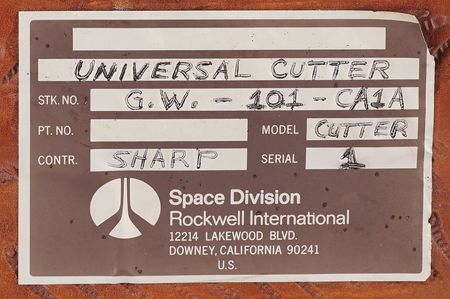 UNIVERSAL CUTTER
STK. NO. G.W. - 101 - CA1A
PT. NO. MODEL CUTTER
CONTR. SHARP SERIAL 1
Space Division
Rockwell International
12214 LAKEWOOD BLVD.
DOWNEY, CALIFORNIA 90241
U.S.